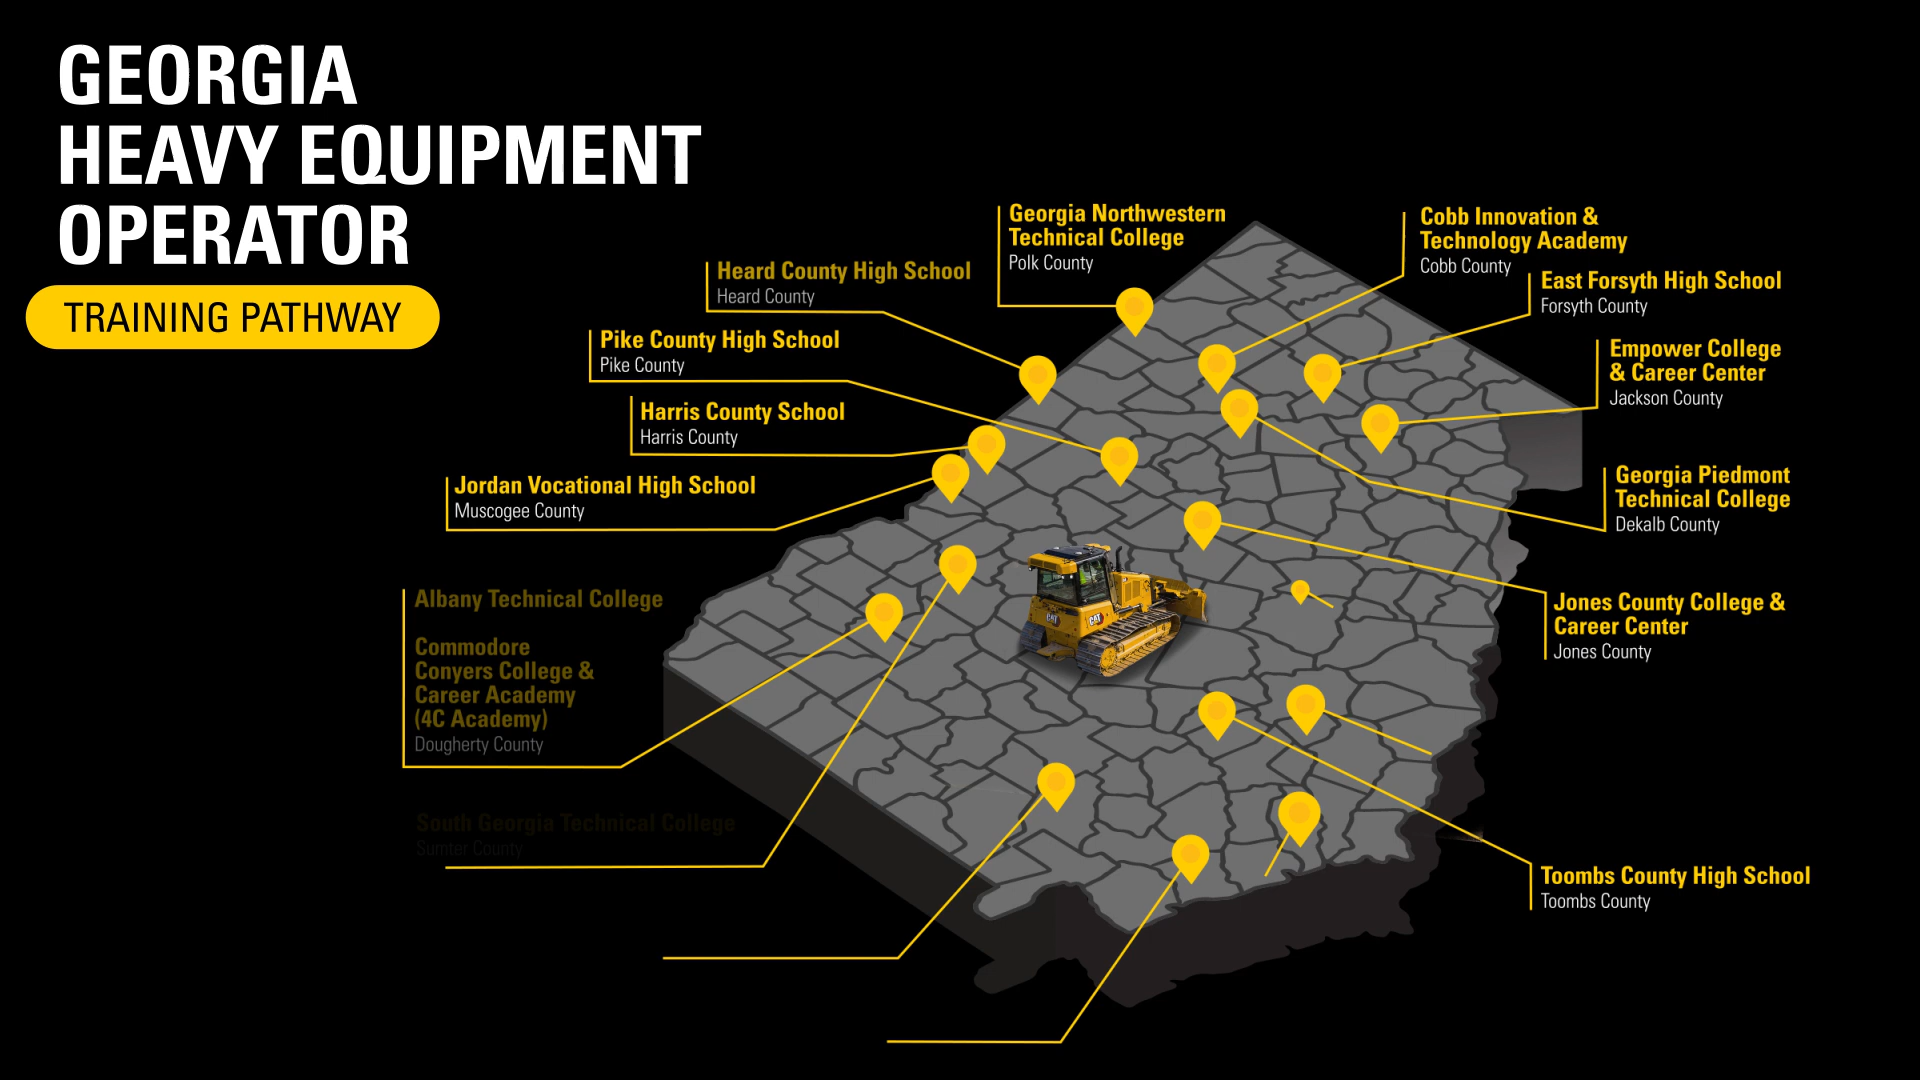 GEORGIA
HEAVY EQUIPMENT
OPERATOR
TRAINING PATHWAY
Georgia Northwestern
Technical College
Polk County
Cobb Innovation &
Technology Academy
Cobb County
Heard County High School
Heard County
East Forsyth High School
Forsyth County
Pike County High School
Pike County
Empower College
& Career Center
Jackson County
Harris County School
Harris County
Jordan Vocational High School
Muscogee County
Georgia Piedmont
Technical College
Dekalb County
Albany Technical College
Commodore
Conyers College &
Career Academy
(4C Academy)
Dougherty County
Jones County College &
Career Center
Jones County
South Georgia Technical College
Sumter County
Toombs County High School
Toombs County
CAT
CAT